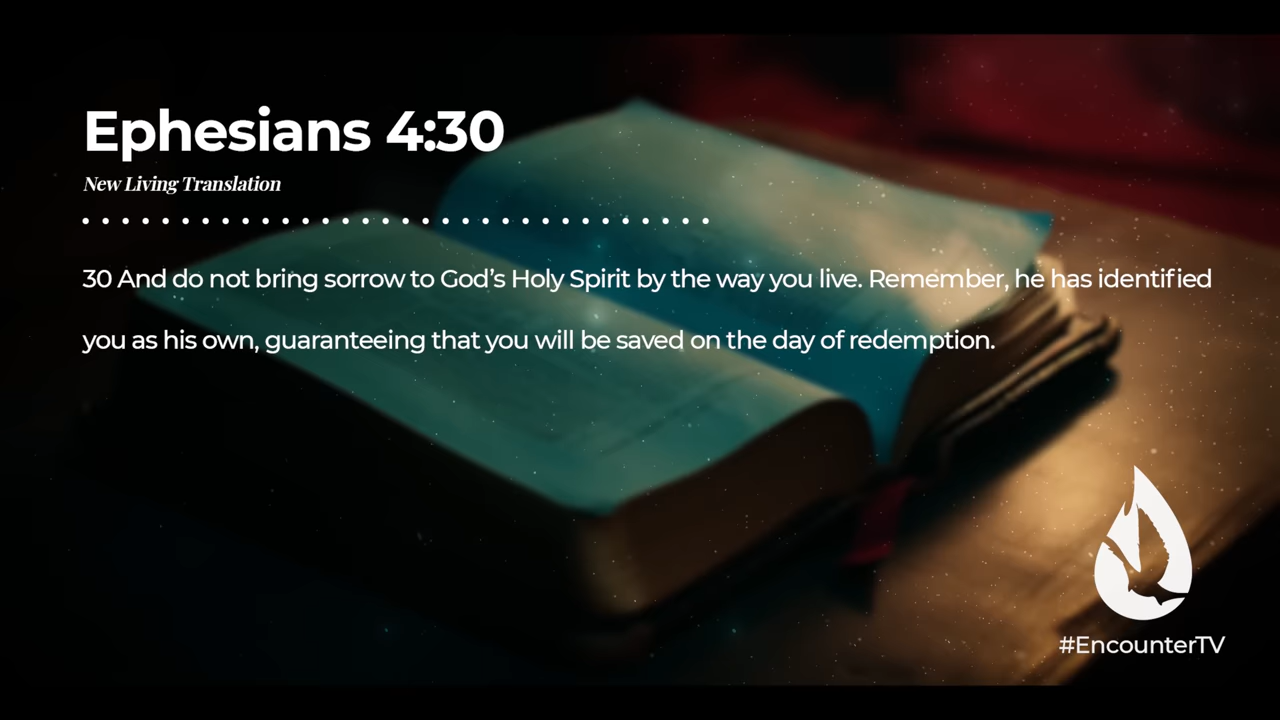 Ephesians 4:30
New Living Translation
30 And do not bring sorrow to God’s Holy Spirit by the way you live. Remember, he has identified
you as his own, guaranteeing that you will be saved on the day of redemption.
#EncounterTV